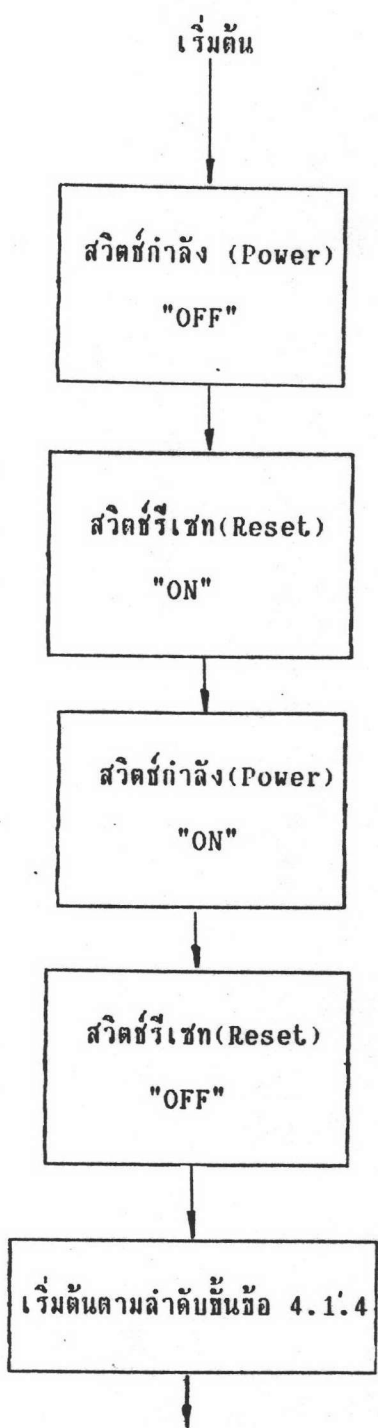 เริ่มต้น
สวิตช์กำลัง (Power)
"OFF"
สวิตช์รีเซท(Reset)
"ON"
สวิตช์กำลัง(Power)
"ON"
สวิตช์รีเซท(Reset)
"OFF"
เริ่มต้นตามลำดับขั้นข้อ 4.1.4